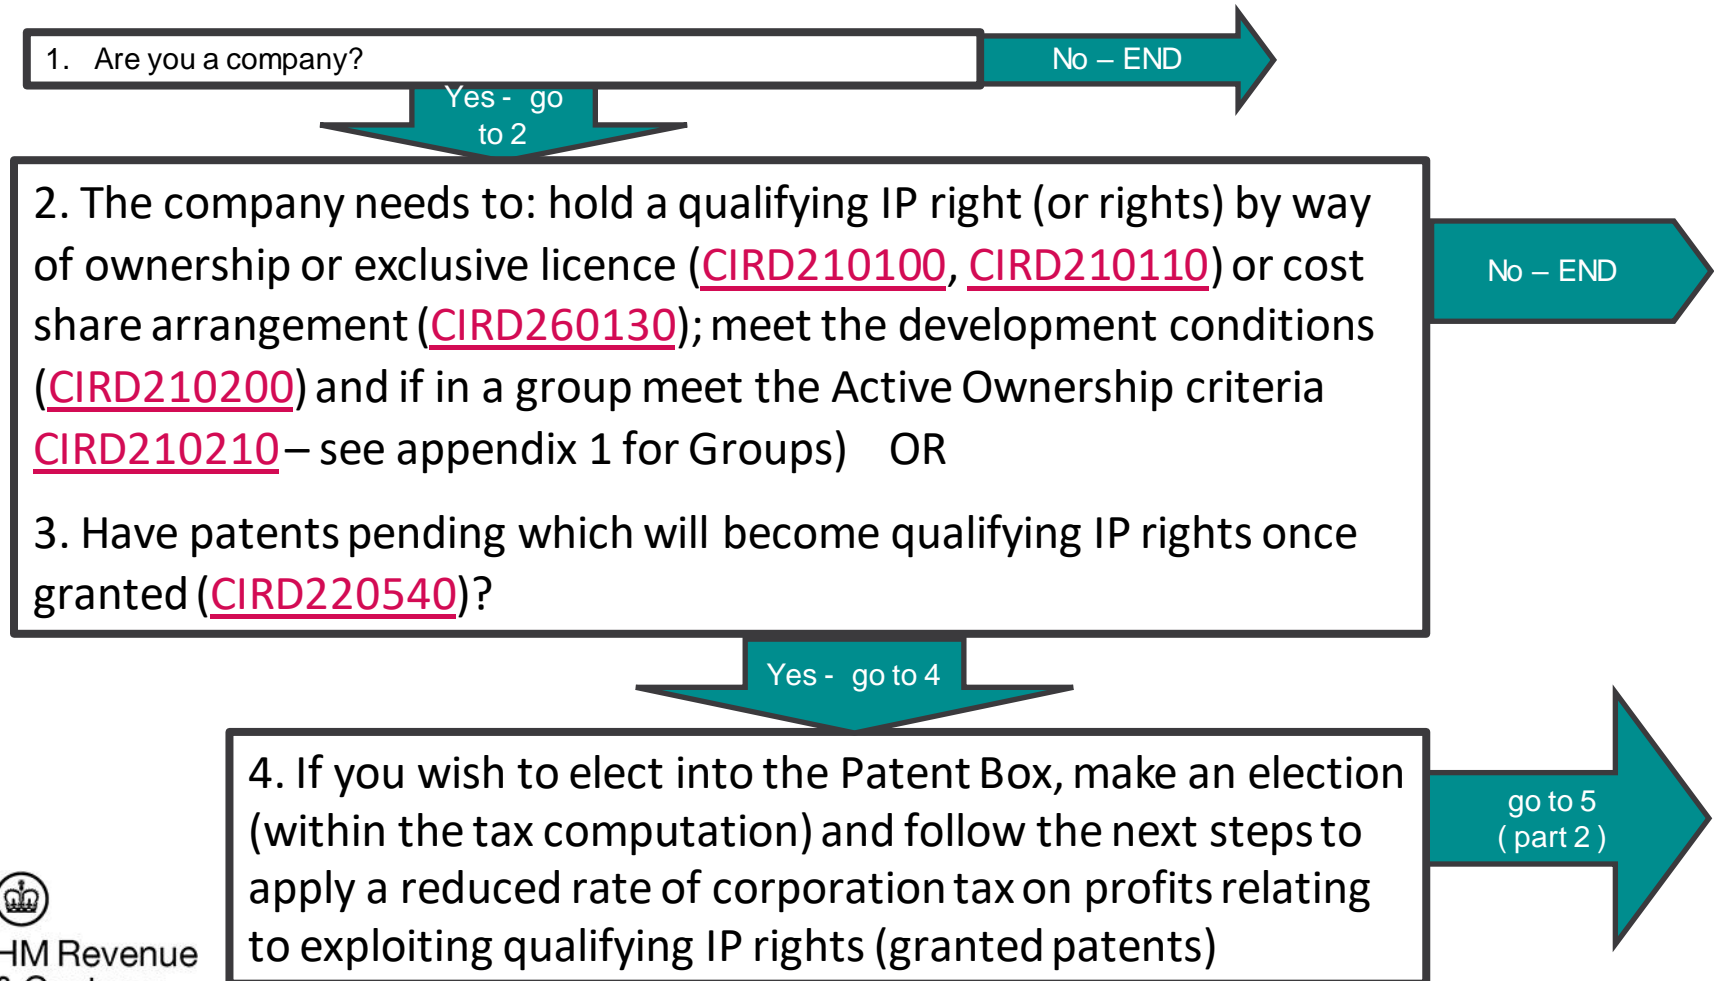 1. Are you a company?
No – END
Yes - go
to 2
2. The company needs to: hold a qualifying IP right (or rights) by way
of ownership or exclusive licence (CIRD210100, CIRD210110) or cost
share arrangement (CIRD260130); meet the development conditions
(CIRD210200) and if in a group meet the Active Ownership criteria
CIRD210210 – see appendix 1 for Groups) OR
3. Have patents pending which will become qualifying IP rights once
granted (CIRD220540)?
No – END
Yes - go to 4
4. If you wish to elect into the Patent Box, make an election
(within the tax computation) and follow the next steps to
apply a reduced rate of corporation tax on profits relating
to exploiting qualifying IP rights (granted patents)
go to 5
( part 2 )
HM Revenue